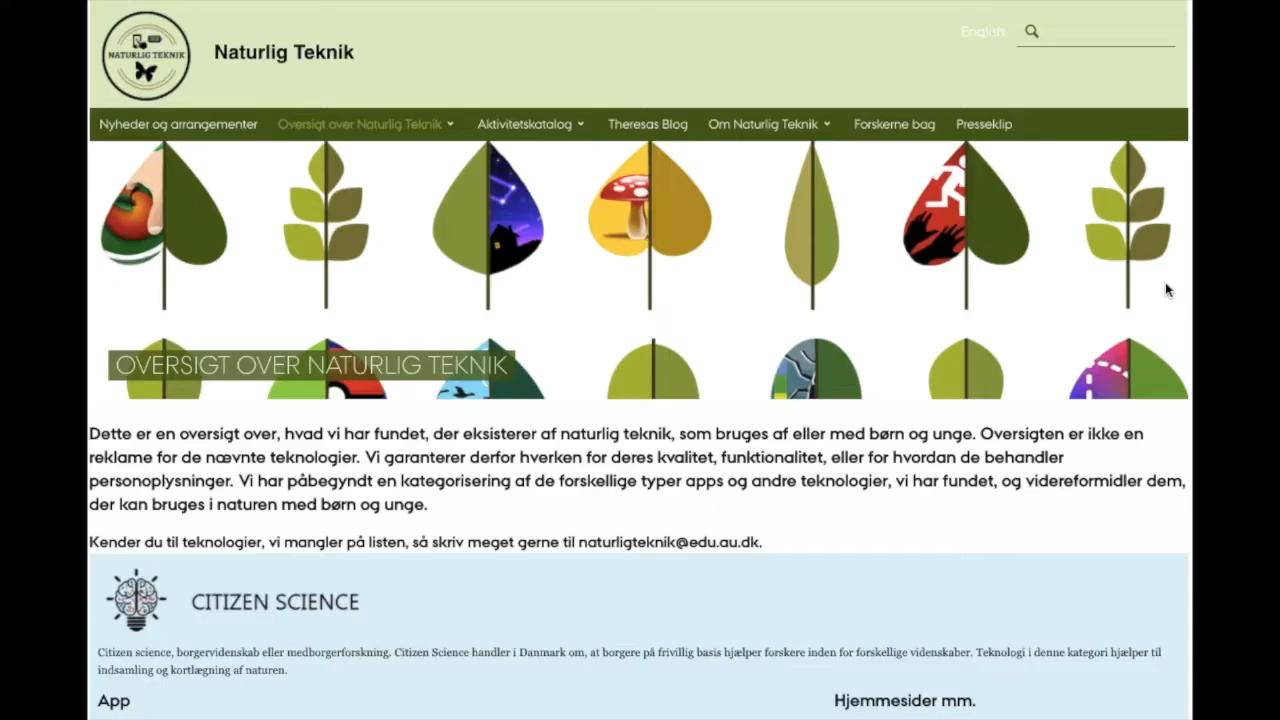 NATURLIG TEKNIK
Naturlig Teknik
English
Nyheder og arrangementer Oversigt over Naturlig Teknik Aktivitetskatalog Theresas Blog Om Naturlig Teknik Forskerne bag Presseklip
OVERSIGT OVER NATURLIG TEKNIK
Dette er en oversigt over, hvad vi har fundet, der eksisterer af naturlig teknik, som bruges af eller med børn og unge. Oversigten er ikke en
reklame for de nævnte teknologier. Vi garanterer derfor hverken for deres kvalitet, funktionalitet, eller for hvordan de behandler
personoplysninger. Vi har påbegyndt en kategorisering af de forskellige typer apps og andre teknologier, vi har fundet, og videreformidler dem,
der kan bruges i naturen med børn og unge.
Kender du til teknologier, vi mangler på listen, så skriv meget gerne til naturligteknik@edu.au.dk.
CITIZEN SCIENCE
Citizen science, borgervidenskab eller medborgerforskning. Citizen Science handler i Danmark om, at borgere på frivillig basis hjælper forskere inden for forskellige videnskaber. Teknologi i denne kategori hjælper til
indsamling og kortlægning af naturen.
App Hjemmesider mm.